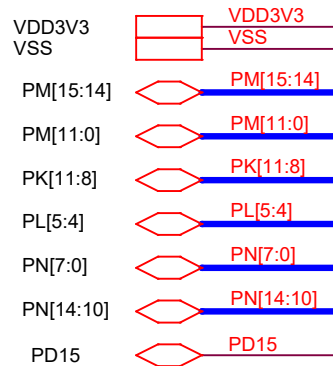 VDD3V3 VDD3V3
VSS VSS
PM[15:14] PM[15:14]
PM[11:0] PM[11:0]
PK[11:8] PK[11:8]
PL[5:4] PL[5:4]
PN[7:0] PN[7:0]
PN[14:10] PN[14:10]
PD15 PD15